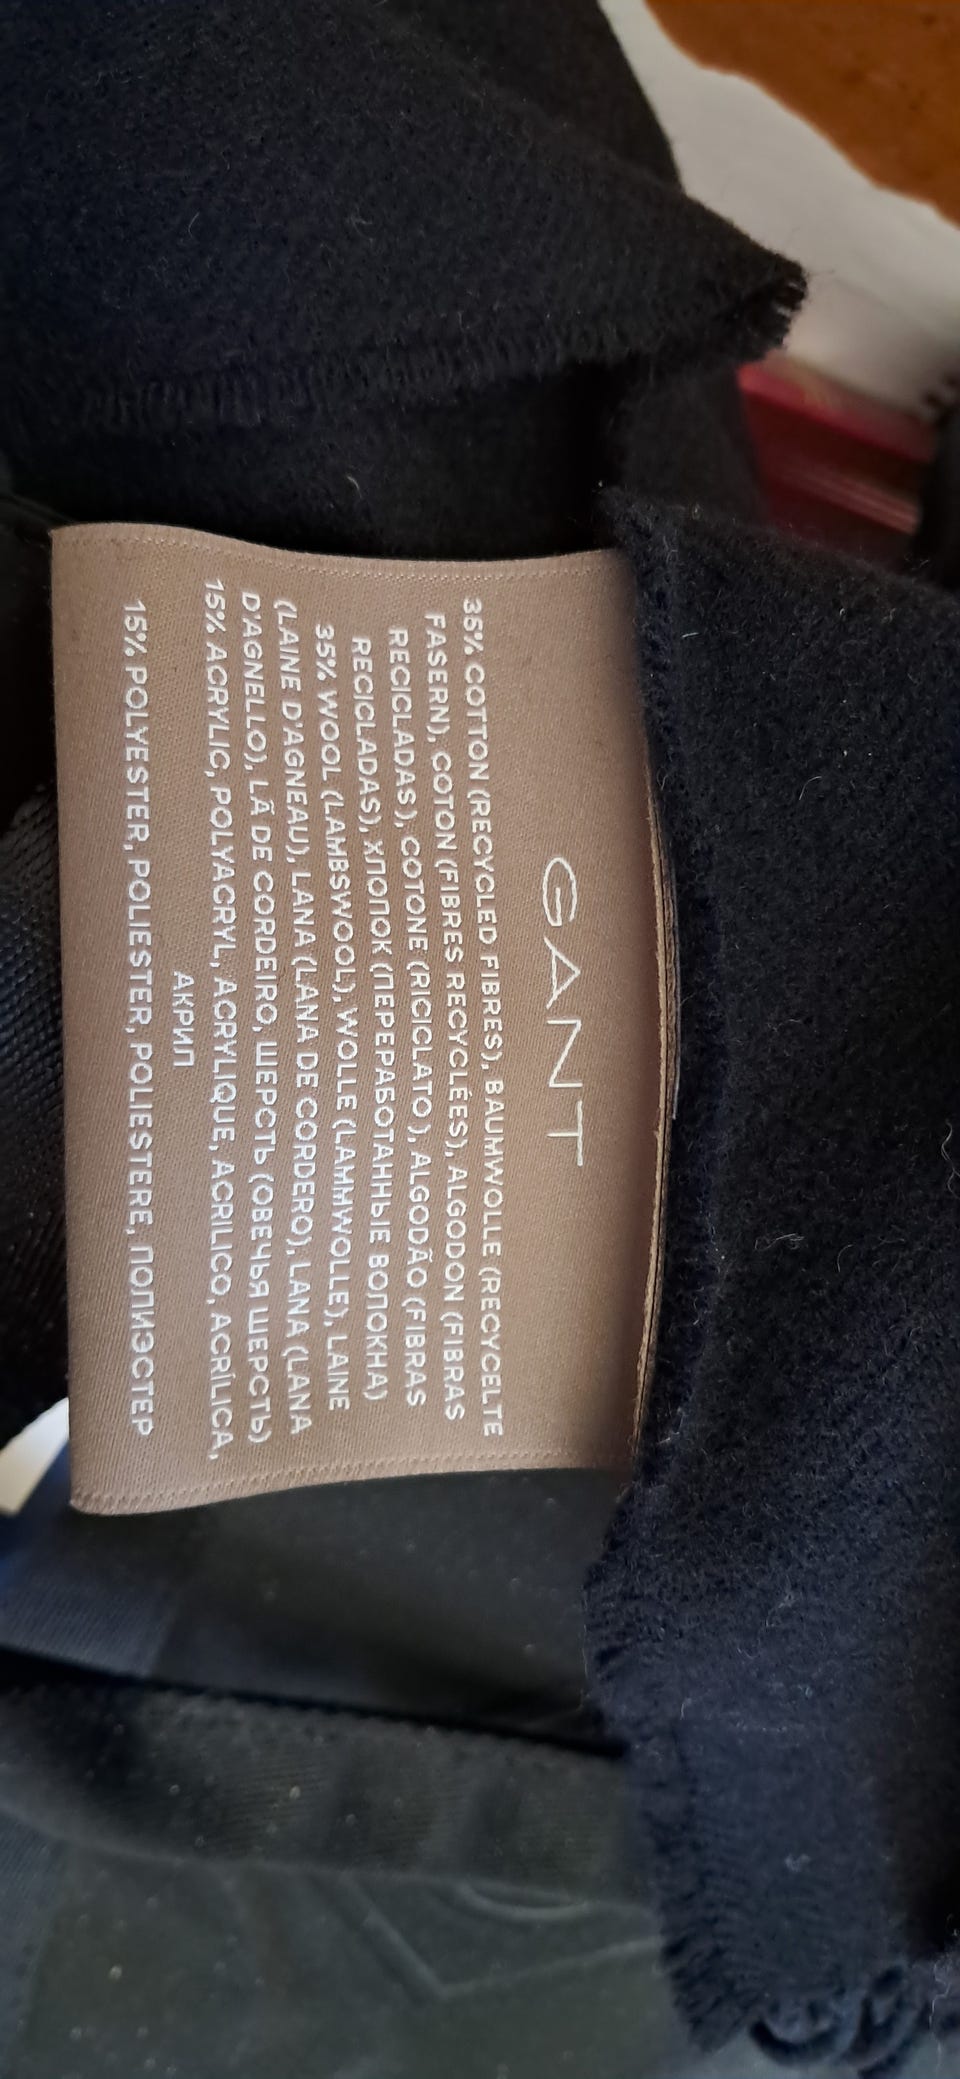 GANT
35% COTTON (RECYCLED FIBRES), BAUMWOLLE (RECYCELTE
FASERN), COTON (FIBRES RECYCLÉES), ALGODON (FIBRAS
RECICLADAS), COTONE (RICICLATO ), ALGODÃO (FIBRAS
RECICLADAS), ХЛОПОК (ПЕРЕРАБОТАННЫЕ ВОЛОКНА)
35% WOOL (LAMBSWOOL), WOLLE (LAMMWOLLE), LAINE
(LAINE D'AGNEAU), LANA (LANA DE CORDERO), LANA (LANA
D'AGNELLO), LÃ DE CORDEIRO, ШЕРСТЬ (ОВЕЧЬЯ ШЕРСТЬ)
15% ACRYLIC, POLYACRYL, ACRYLIQUE, ACRILICO, ACRÍLICA,
АКРИЛ
15% POLYESTER, POLIESTER, POLIESTERE, ПОЛИЭСТЕР